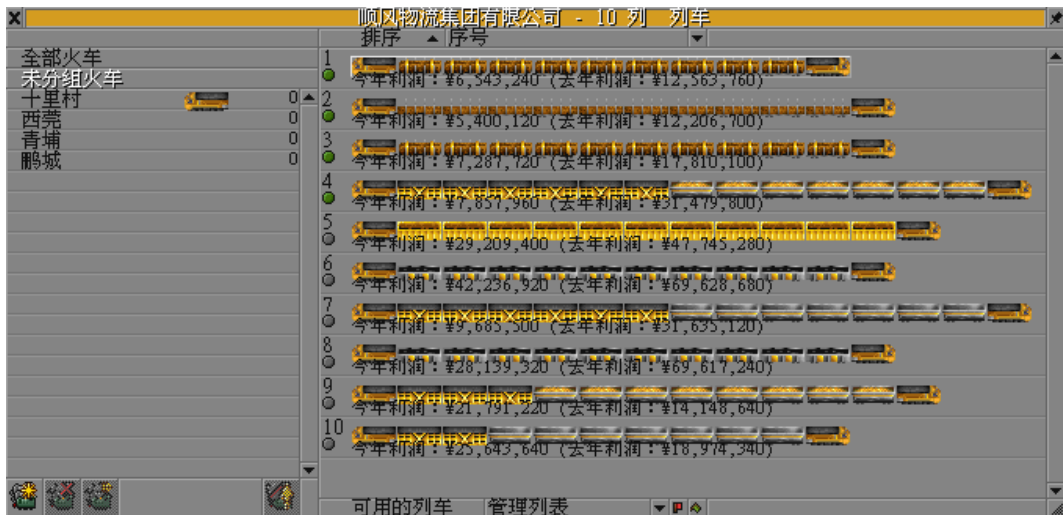 顺风物流集团有限公司 - 10 列 列车
排序 序号
全部火车
未分组火车
十里村 0
西莞 0
青埔 0
鹏城 0
1
今年利润：¥6,543,240 (去年利润：¥12,563,760)
2
今年利润：¥5,400,120 (去年利润：¥12,206,700)
3
今年利润：¥7,287,720 (去年利润：¥17,810,100)
4
今年利润：¥7,857,960 (去年利润：¥31,479,800)
5
今年利润：¥29,209,400 (去年利润：¥47,745,280)
6
今年利润：¥42,236,920 (去年利润：¥69,628,680)
7
今年利润：¥9,685,500 (去年利润：¥31,635,120)
8
今年利润：¥28,139,320 (去年利润：¥69,617,240)
9
今年利润：¥21,791,220 (去年利润：¥14,148,640)
10
今年利润：¥25,643,640 (去年利润：¥18,974,340)
可用的列车 管理列表